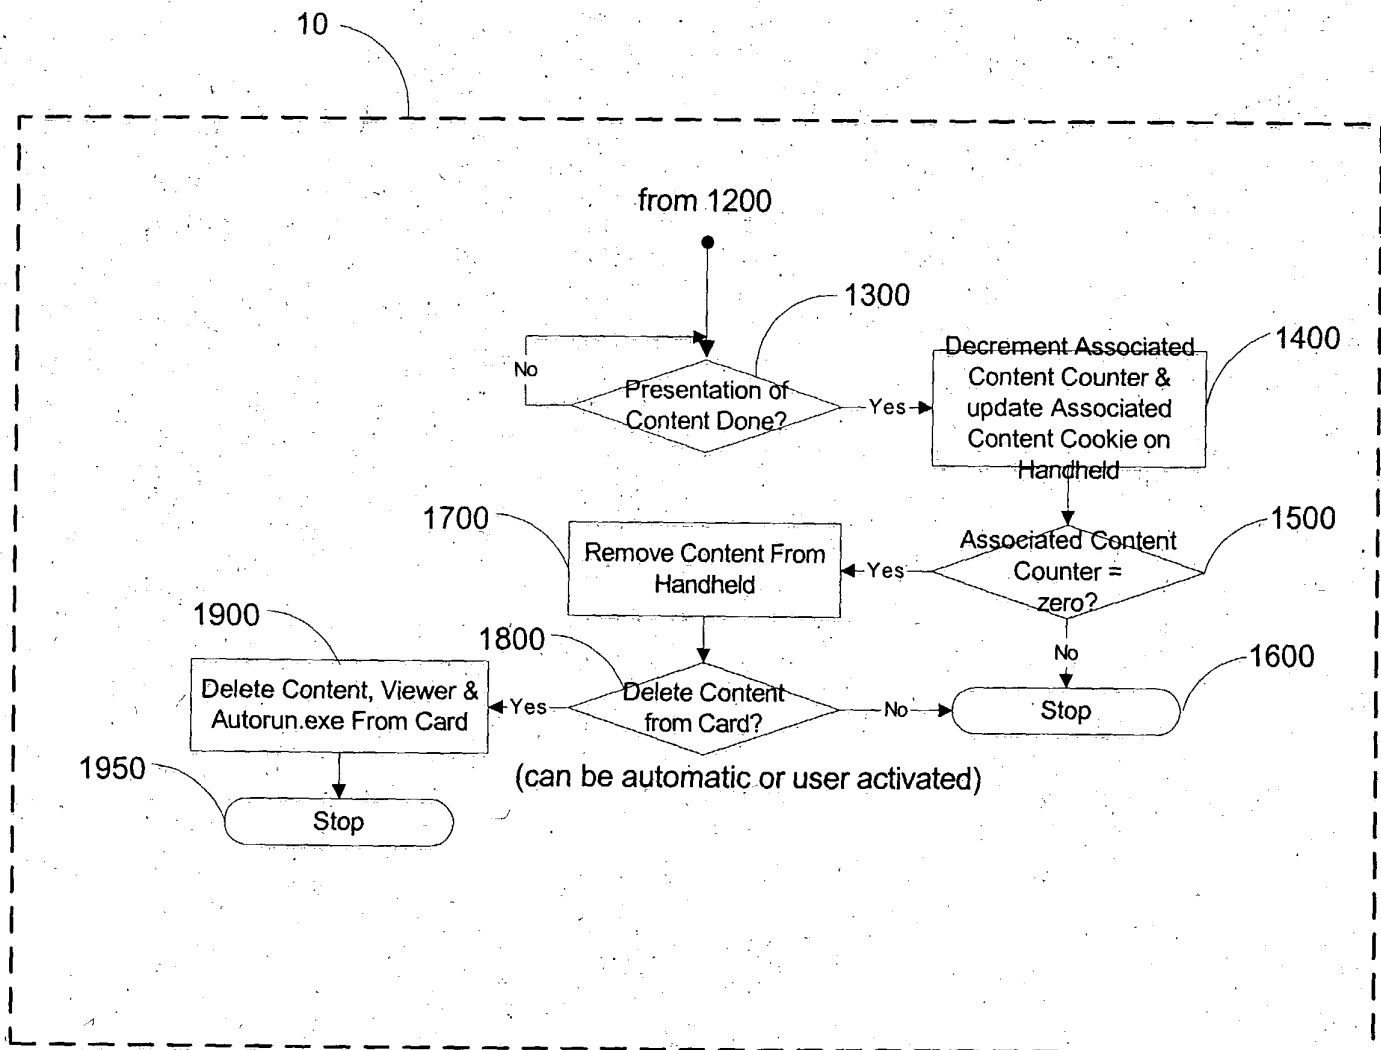 10
from 1200
1300
No
Presentation of
Content Done?
Yes
Decrement Associated
Content Counter &
update Associated
Content Cookie on
Handheld
1400
1700
Remove Content From
Handheld
Yes
Associated Content
Counter =
zero?
1500
No
1900
1800
Delete Content, Viewer &
Autorun.exe From Card
Yes
Delete Content
from Card?
No
Stop
1600
(can be automatic or user activated)
1950
Stop